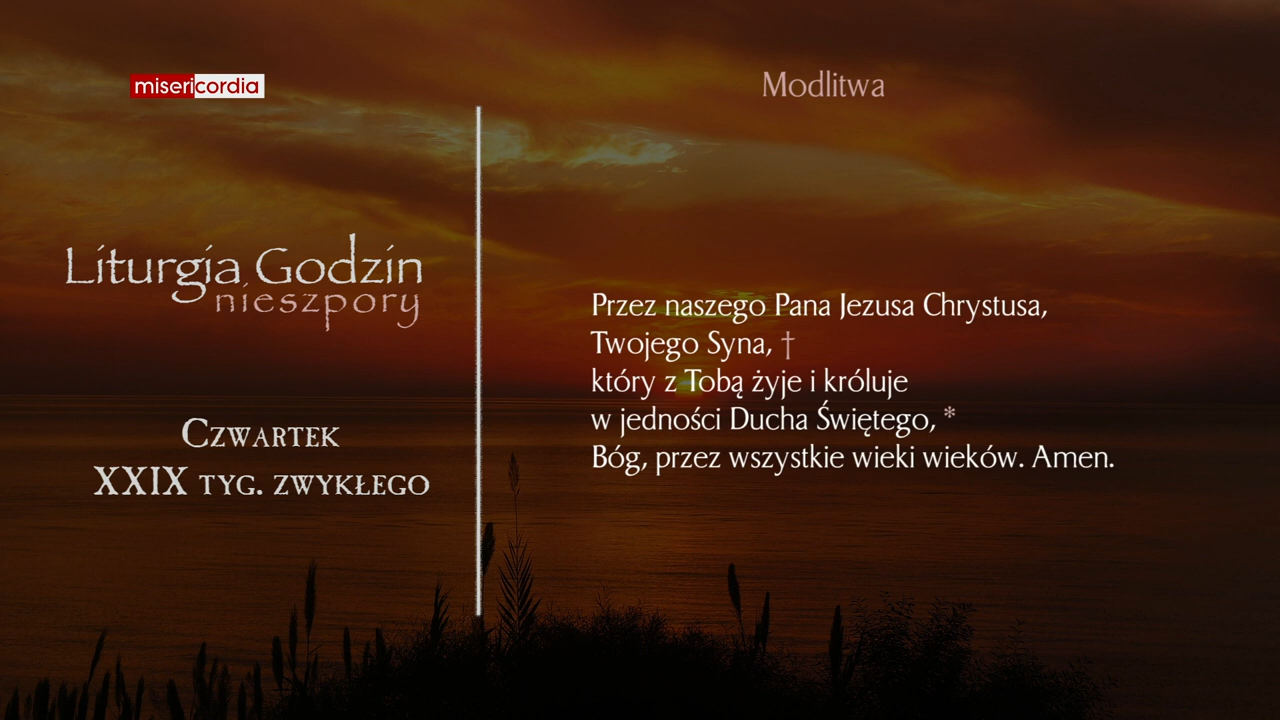 misericordia
Modlitwa
Liturgia Godzin
nieszpory
Czwartek
XXIX tyg. zwykłego
Przez naszego Pana Jezusa Chrystusa,
Twojego Syna, †
który z Tobą żyje i króluje
w jedności Ducha Świętego, *
Bóg, przez wszystkie wieki wieków. Amen.